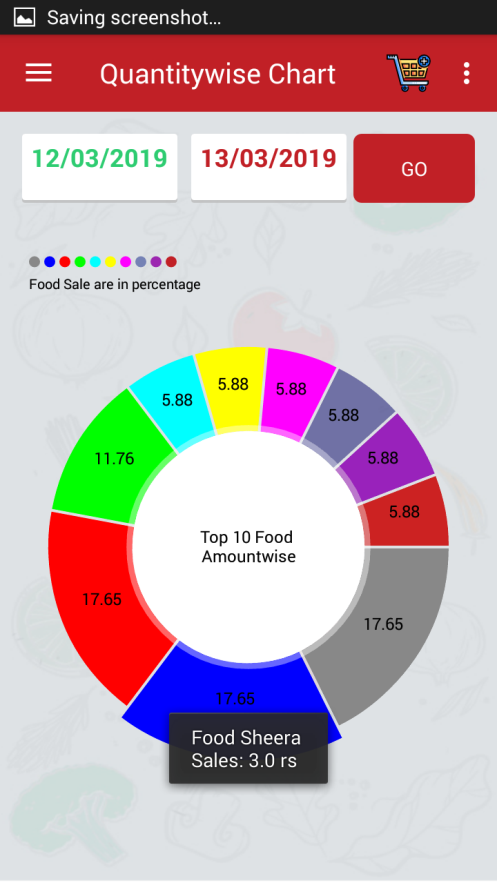 Saving screenshot...
Quantitywise Chart
12/03/2019
13/03/2019
GO
Food Sale are in percentage
5.88
5.88
5.88
5.88
5.88
5.88
11.76
17.65
17.65
17.65
Top 10 Food
Amountwise
Food Sheera
Sales: 3.0 rs